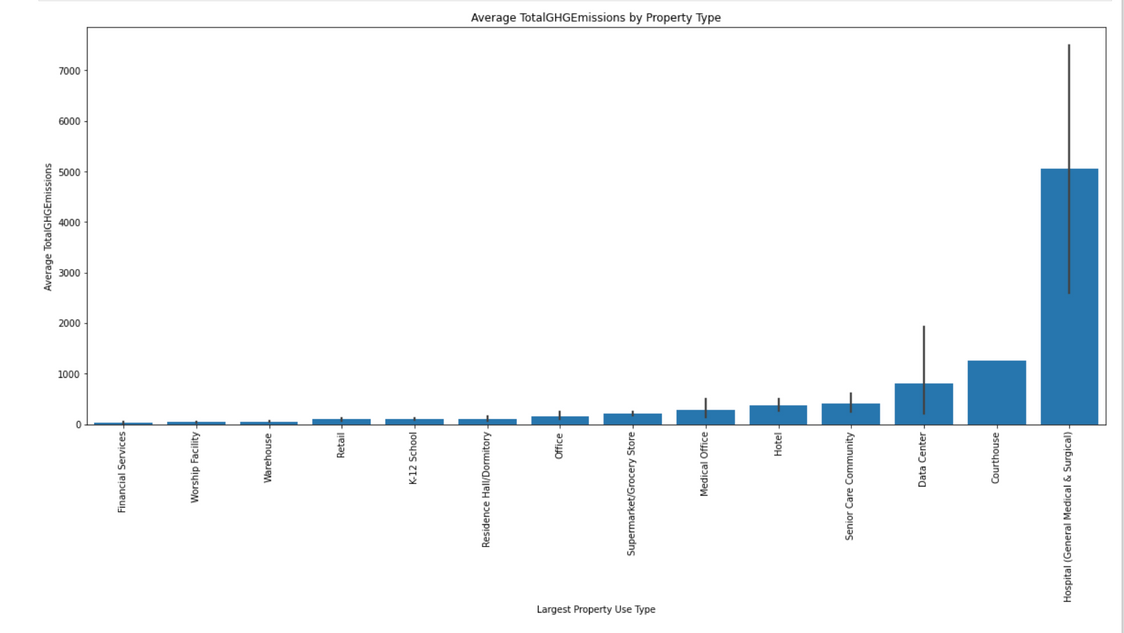 Average TotalGHGEmissions by Property Type
Average TotalGHGEmissions
7000
6000
5000
4000
3000
2000
1000
0
Financial Services
Worship Facility
Warehouse
Retail
K-12 School
Residence Hall/Dormitory
Office
Supermarket/Grocery Store
Medical Office
Hotel
Senior Care Community
Data Center
Courthouse
Hospital (General Medical & Surgical)
Largest Property Use Type